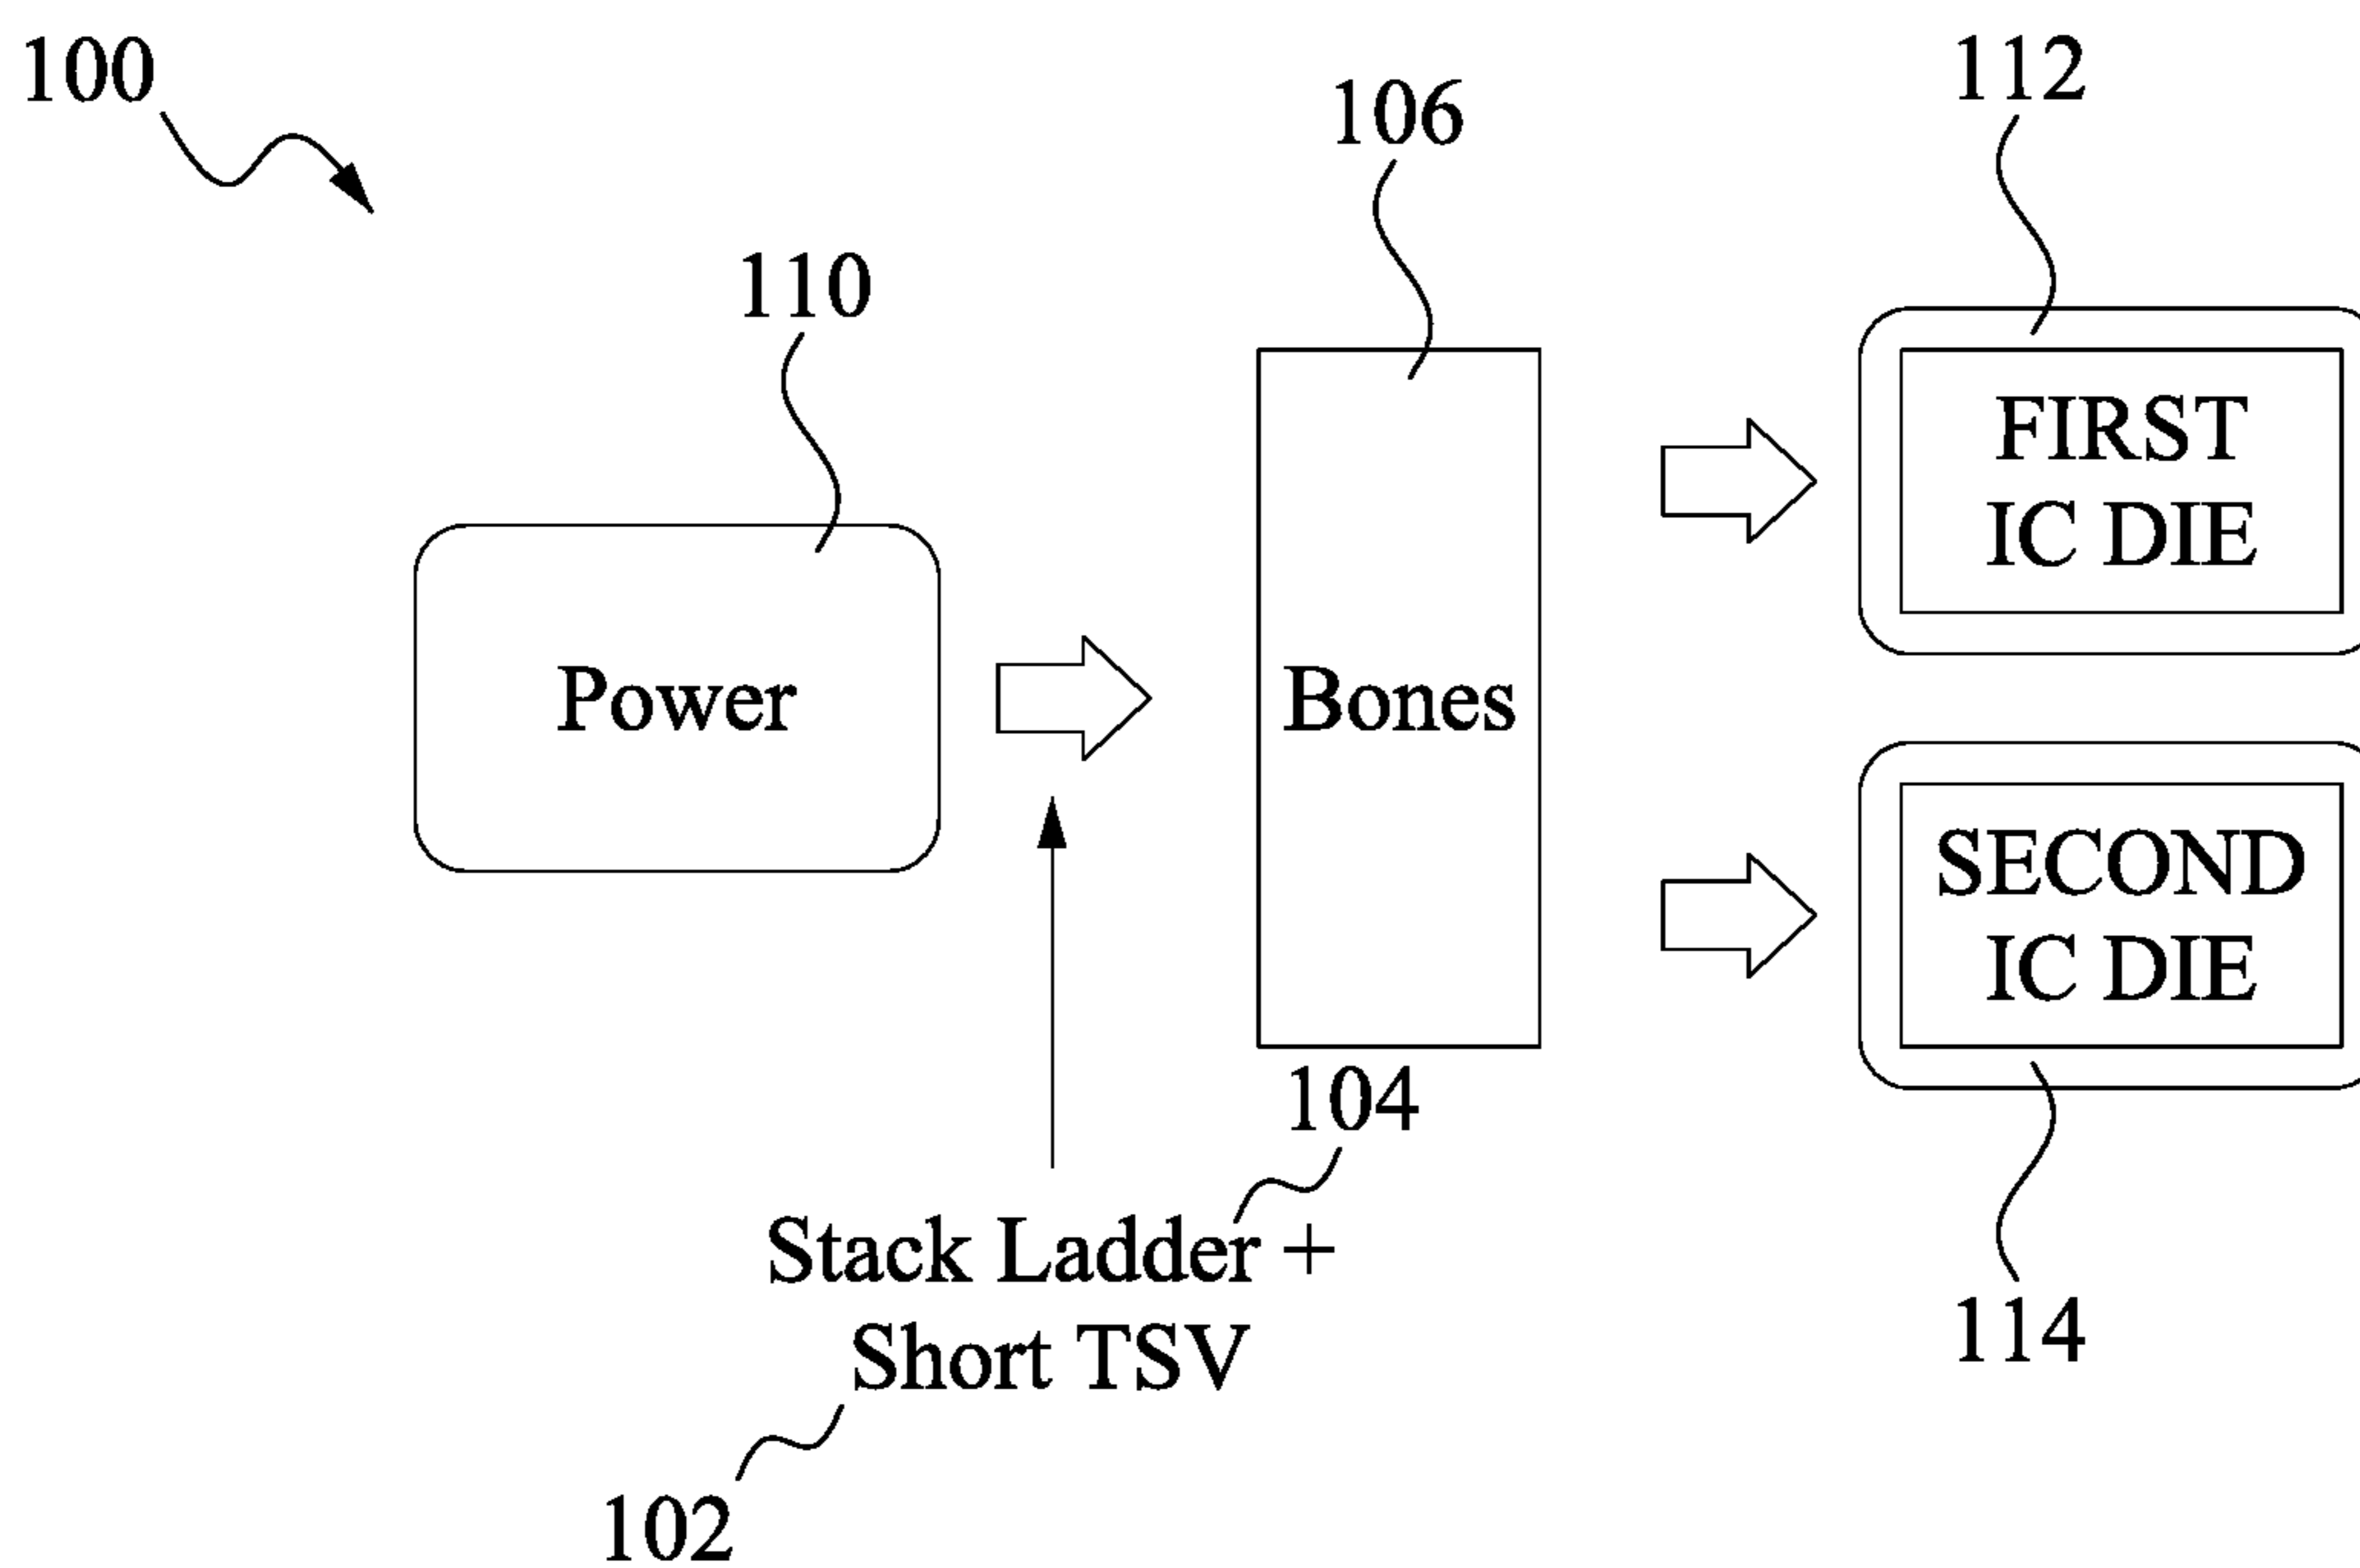 100
112
106
110
FIRST
IC DIE
Power
Bones
SECOND
IC DIE
104
Stack Ladder +
Short TSV
114
102